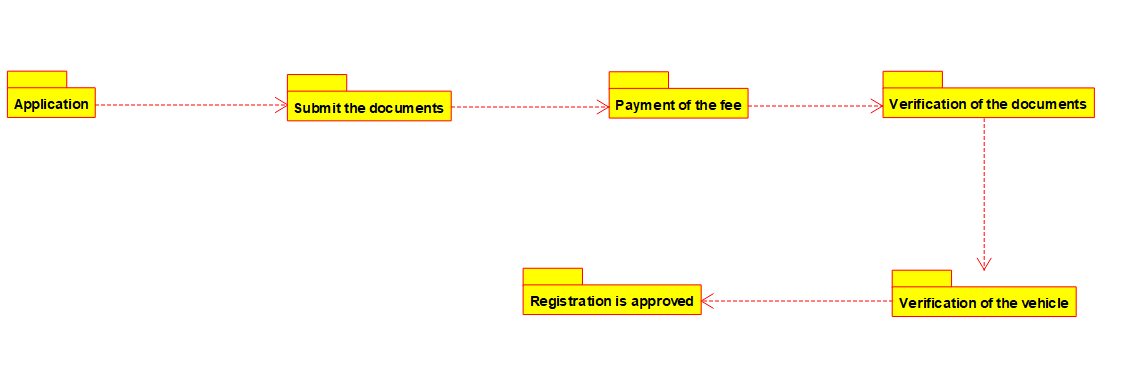 Application
Submit the documents
Payment of the fee
Verification of the documents
Registration is approved
Verification of the vehicle